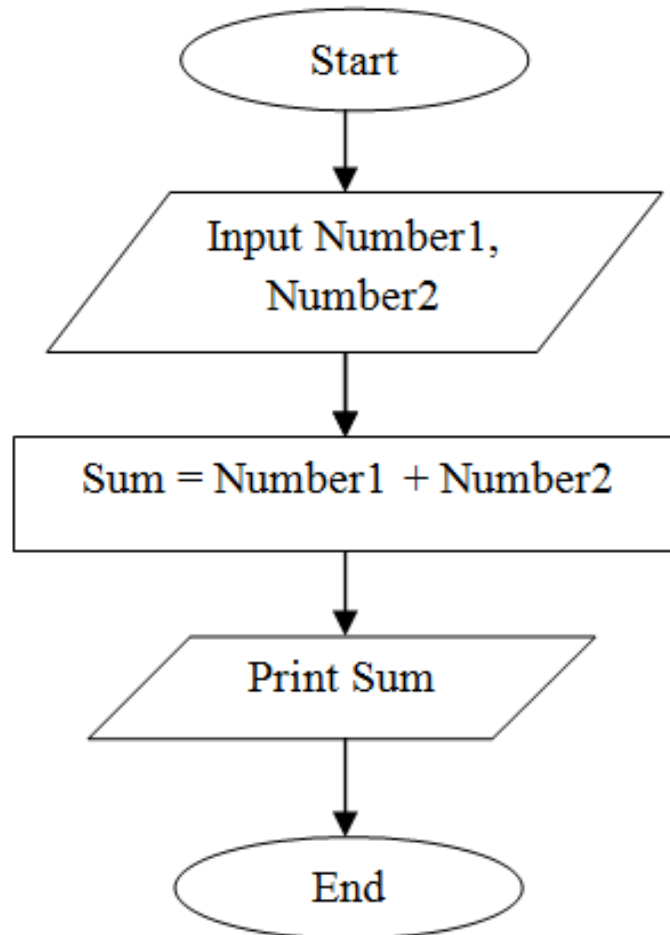 Start
Input Number1,
Number2
Sum = Number1 + Number2
Print Sum
End